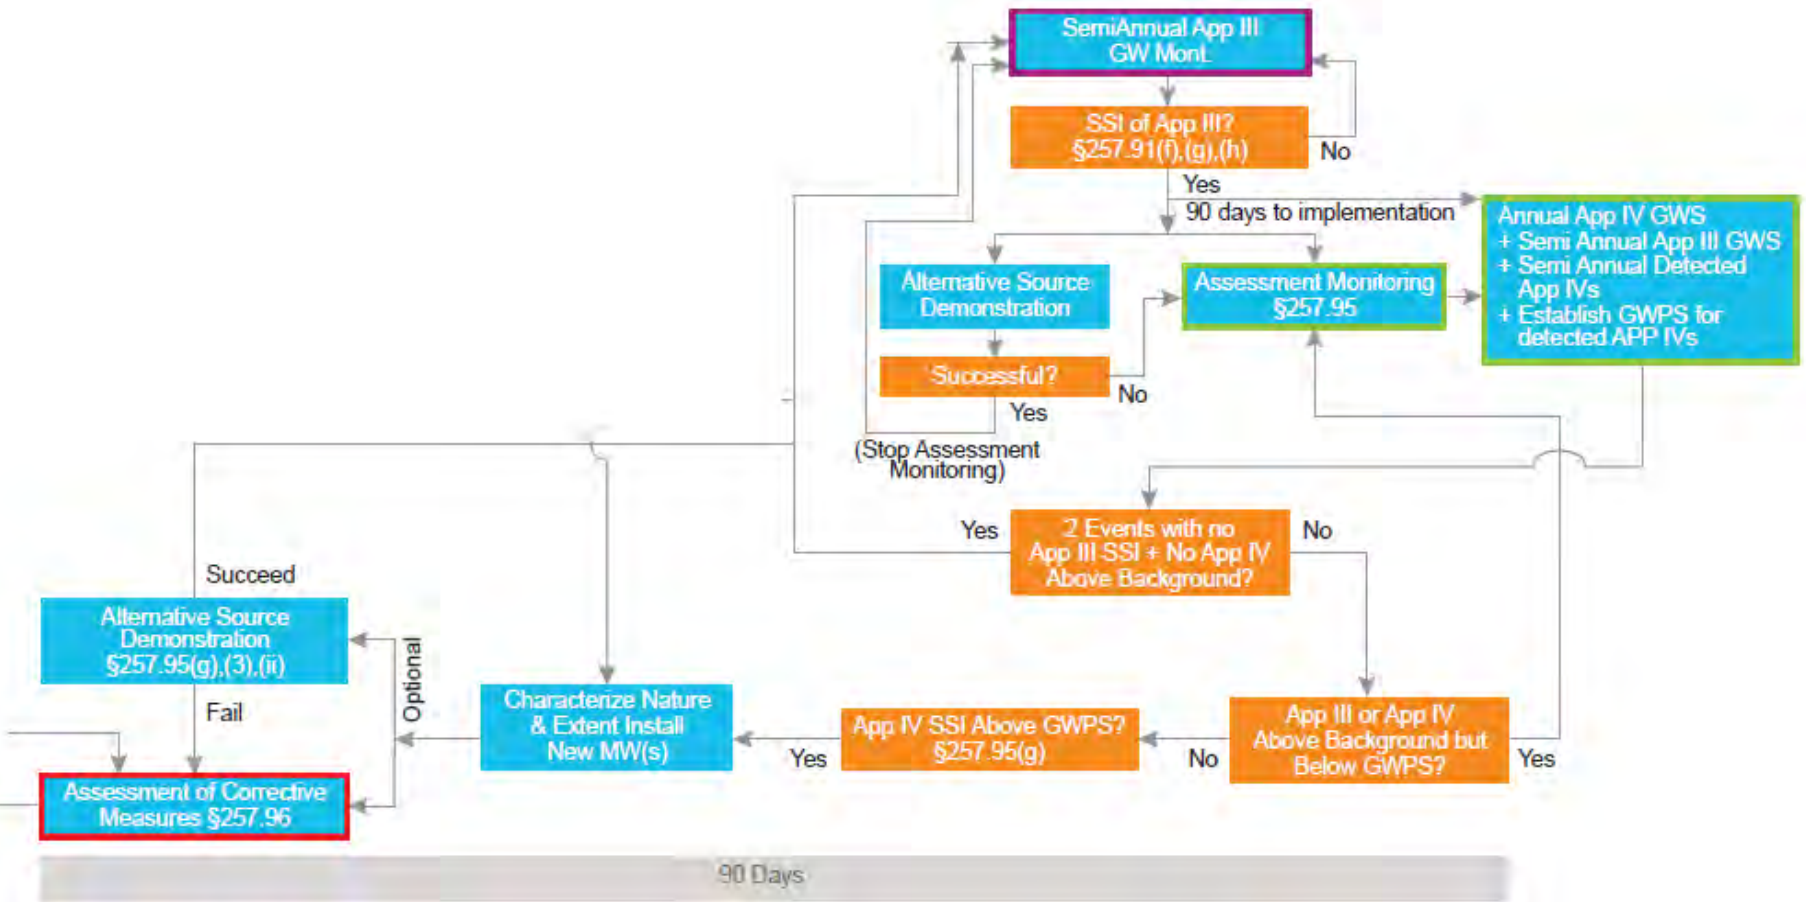 SemiAnnual App III
GW Mont.
SSI of App III?
§257.91(f),(g),(h)
No
Yes
90 days to implementation
Annual App IV GWS
+ Semi Annual App III GWS
+ Semi Annual Detected
App IVs
+ Establish GWPS for
detected APP IVs
Alternative Source
Demonstration
Assessment Monitoring
§257.95
Successful?
No
Yes
(Stop Assessment
Monitoring)
Yes
2 Events with no
App III SSI + No App IV
Above Background?
No
Succeed
Alternative Source
Demonstration
§257.95(g),(3),(ii)
Optional
Fail
Characterize Nature
& Extent Install
New MW(s)
Yes
App IV SSI Above GWPS?
§257.95(g)
No
App III or App IV
Above Background but
Below GWPS?
Yes
Assessment of Corrective
Measures §257.96
90 Days